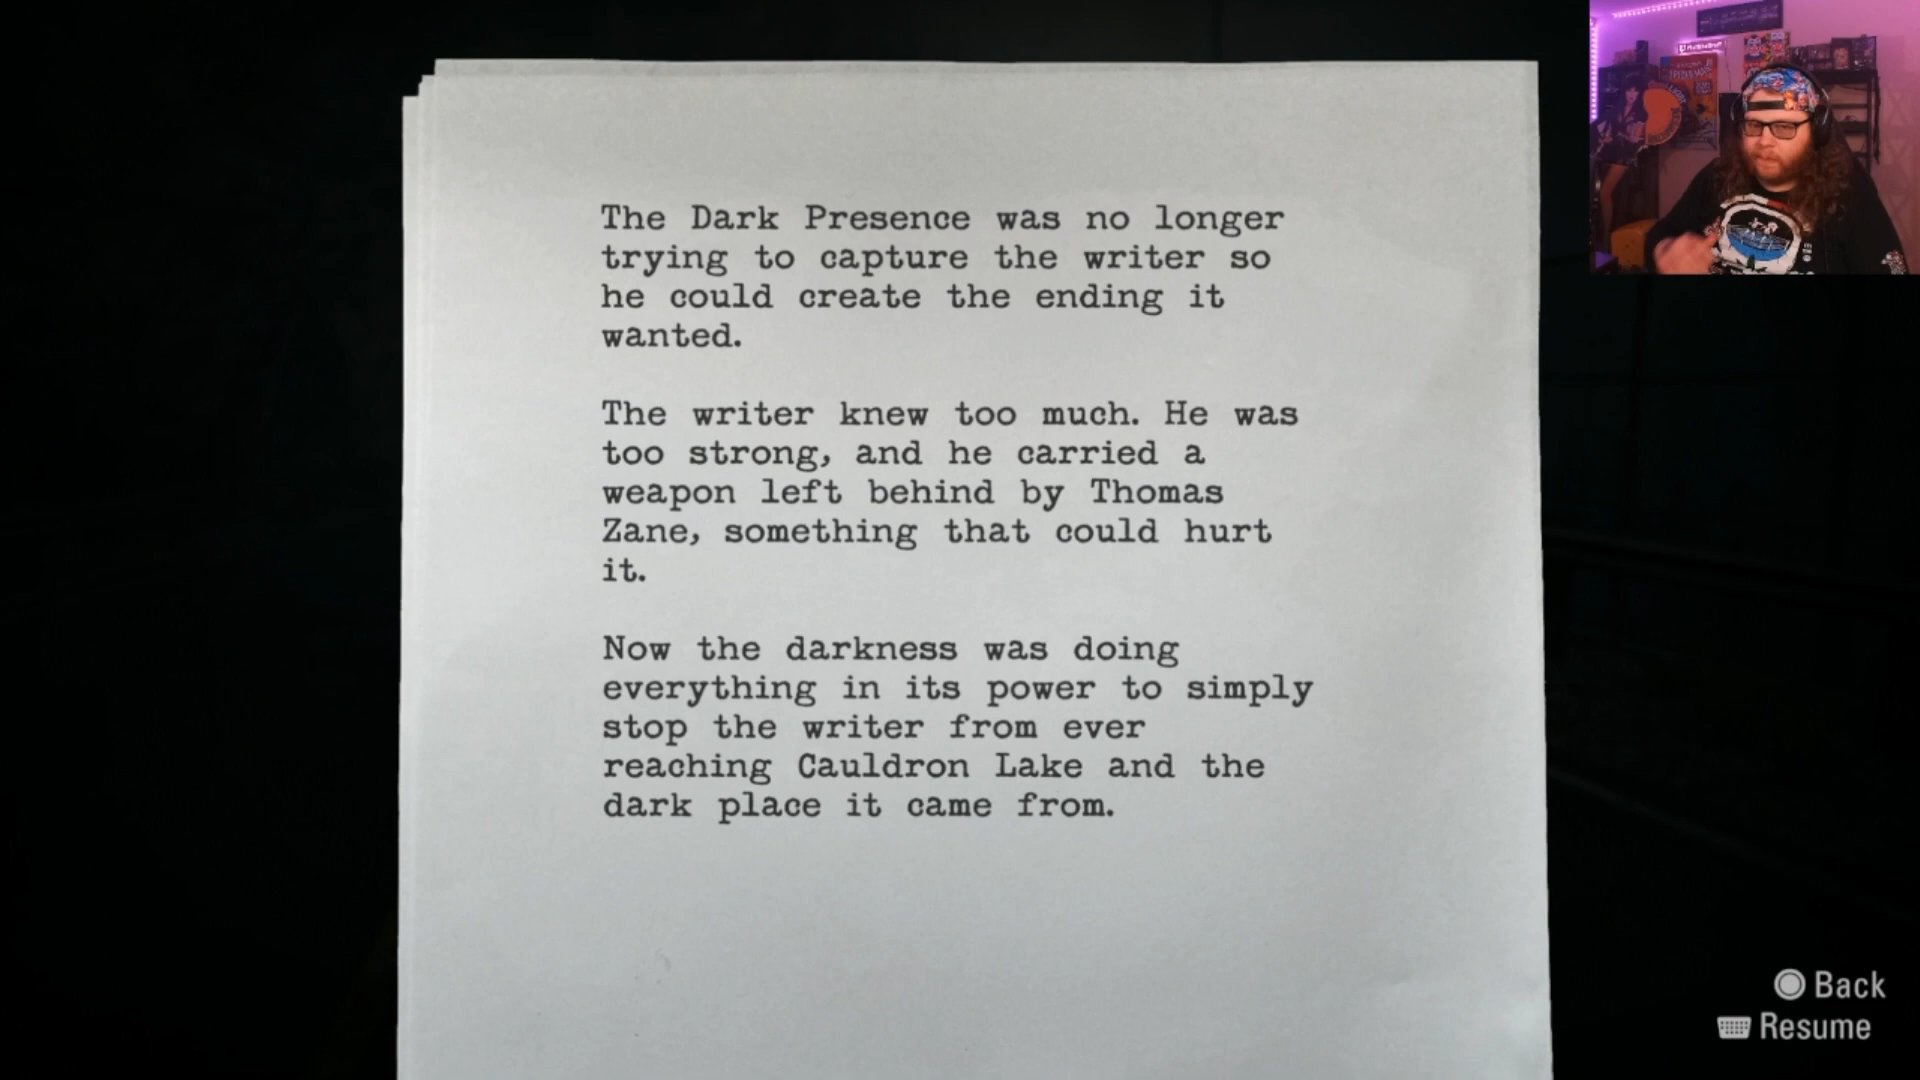 The Dark Presence was no longer
trying to capture the writer so
he could create the ending it
wanted.
The writer knew too much. He was
too strong, and he carried a
weapon left behind by Thomas
Zane, something that could hurt
it.
Now the darkness was doing
everything in its power to simply
stop the writer from ever
reaching Cauldron Lake and the
dark place it came from.
Back
Resume